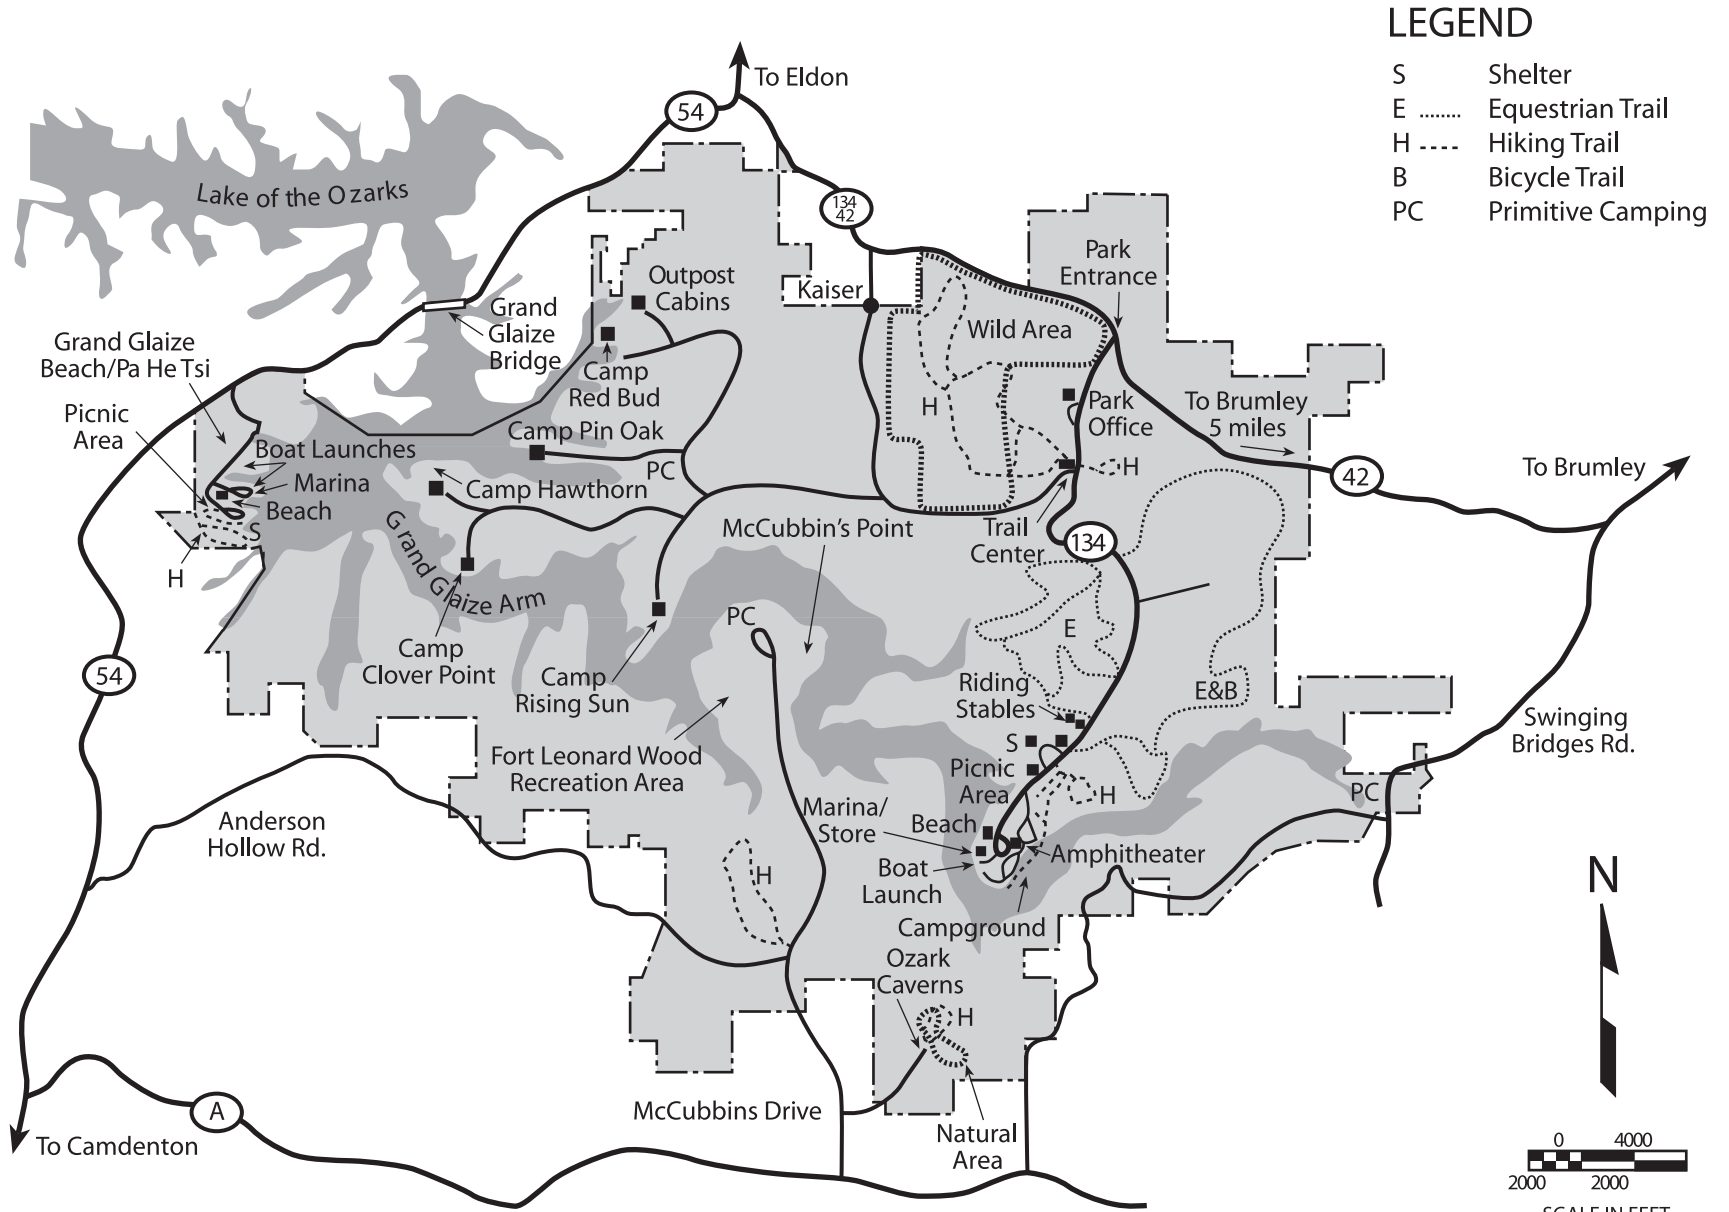 LEGEND
S Shelter
E ........ Equestrian Trail
H ---- Hiking Trail
B Bicycle Trail
PC Primitive Camping
To Eldon
54
Lake of the Ozarks
134
42
Park
Entrance
Outpost
Cabins
Kaiser
Grand
Glaize
Bridge
Wild Area
Grand Glaize
Beach/Pa He Tsi
Camp
Red Bud
Picnic
Area
H
Park
Office
To Brumley
5 miles
Camp Pin Oak
Boat Launches
PC
H
42
To Brumley
Marina
Camp Hawthorn
Beach
S
McCubbin's Point
Trail
Center
134
H
Grand Glaize Arm
PC
E
Camp
Clover Point
54
Camp
Rising Sun
Riding
Stables
E&B
S
Swinging
Bridges Rd.
Fort Leonard Wood
Recreation Area
Picnic
Area
H
PC
Marina/
Store
Beach
Anderson
Hollow Rd.
Amphitheater
Boat
Launch
H
N
Campground
Ozark
Caverns
H
A
McCubbins Drive
Natural
Area
To Camdenton
0 4000
2000 2000
SCALE IN FEET